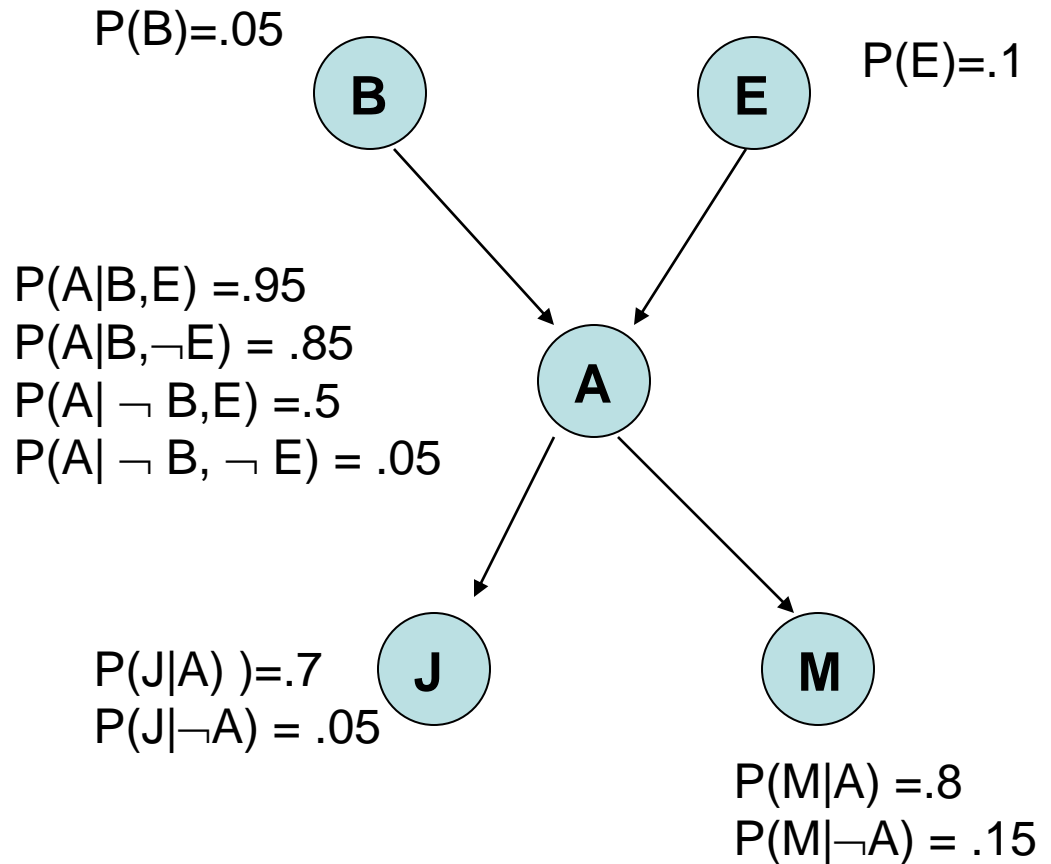 P(B)=.05
P(E)=.1
B
E
P(A|B,E) =.95
P(A|B,¬E) = .85
P(A| ¬ B,E) =.5
P(A| ¬ B, ¬ E) = .05
A
P(J|A) )=.7
P(J|¬A) = .05
J
M
P(M|A) =.8
P(M|¬A) = .15